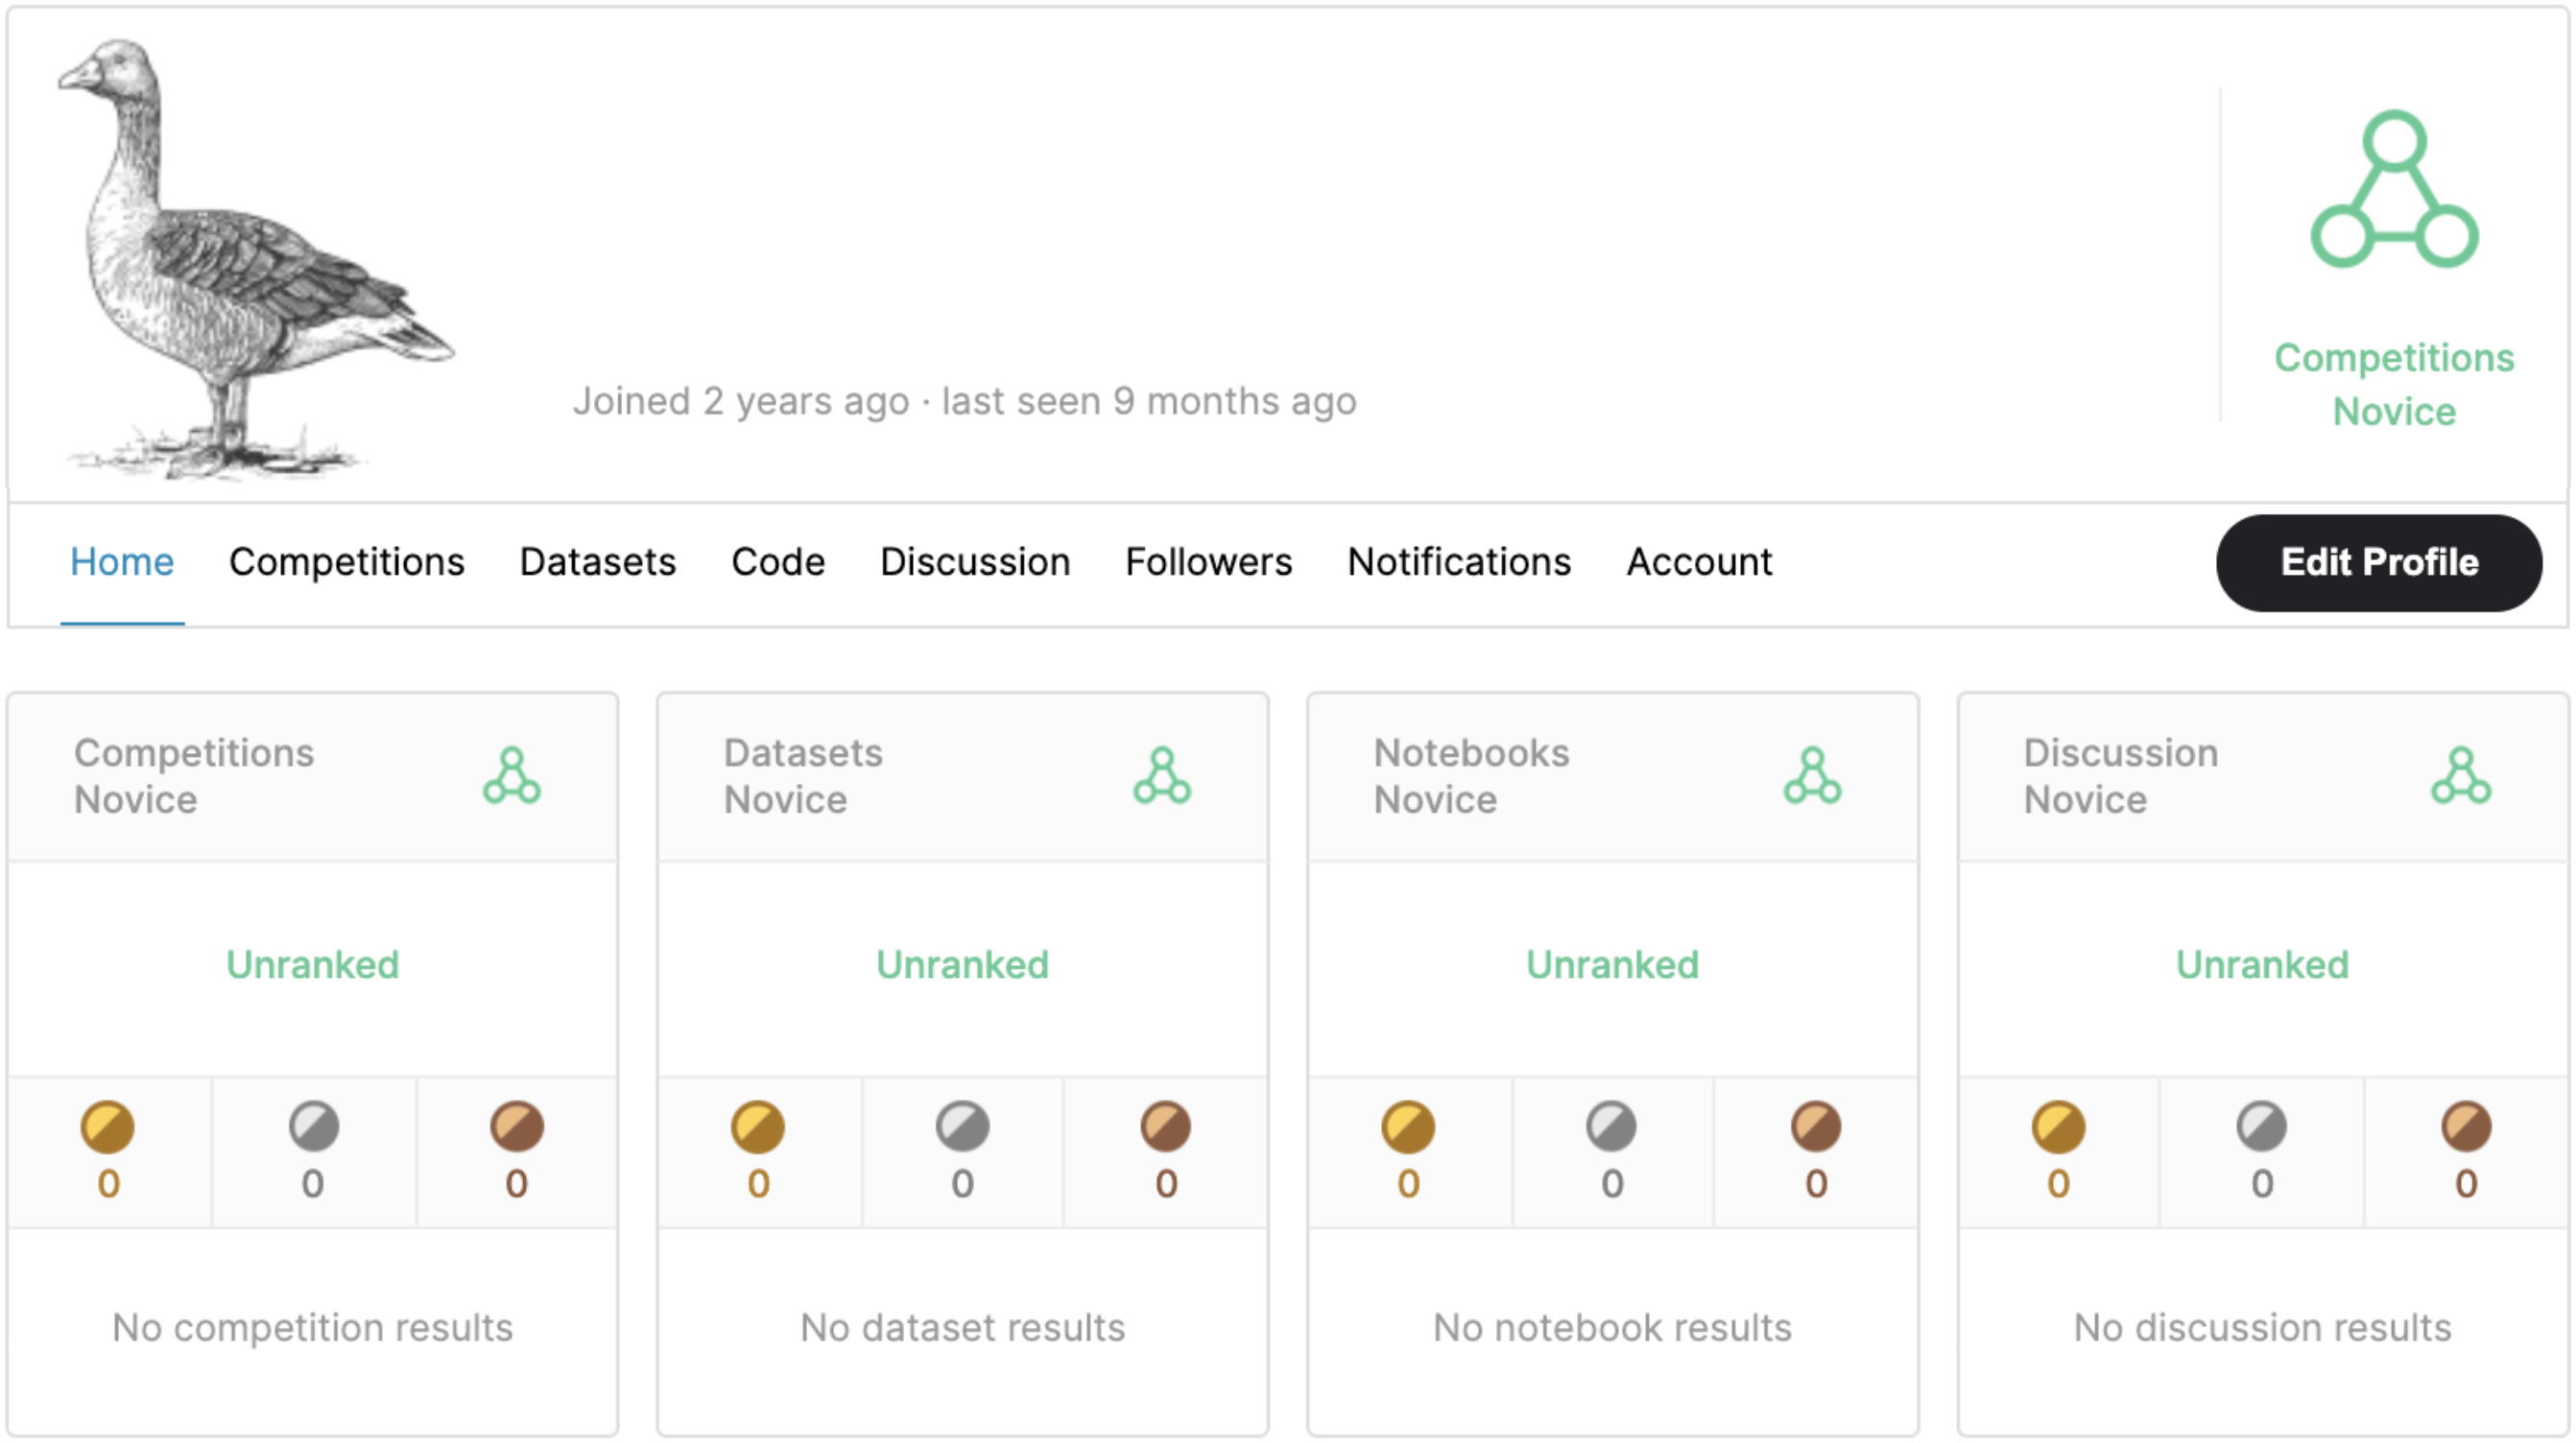 Joined 2 years ago · last seen 9 months ago
Competitions
Novice
Home Competitions Datasets Code Discussion Followers Notifications Account Edit Profile
Competitions
Novice
Unranked
0 0 0
No competition results
Datasets
Novice
Unranked
0 0 0
No dataset results
Notebooks
Novice
Unranked
0 0 0
No notebook results
Discussion
Novice
Unranked
0 0 0
No discussion results